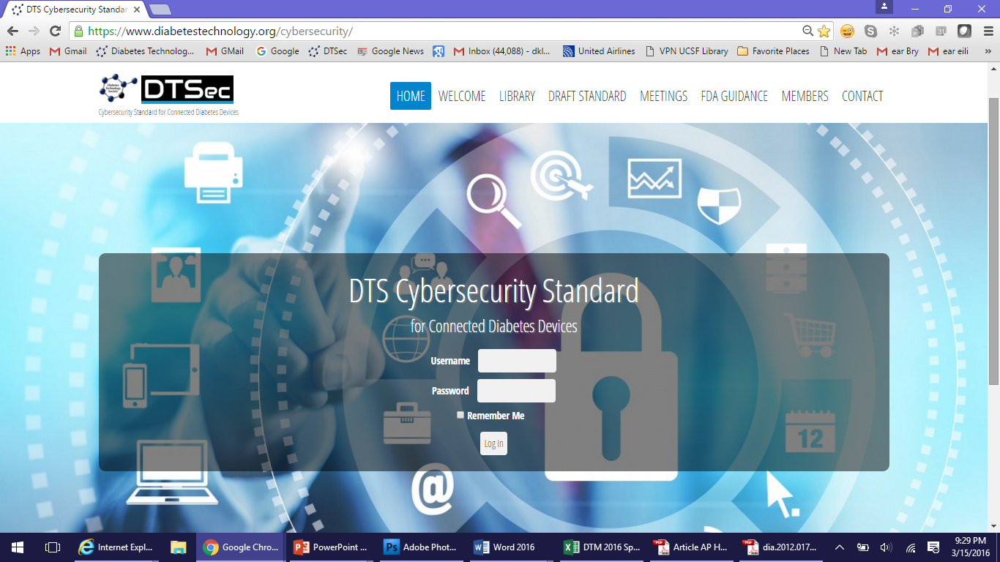 DTS Cybersecurity Standar
https://www.diabetestechnology.org/cybersecurity/
Apps Gmail Diabetes Technolog... GMail Google DTSec Google News Inbox (44,088) - dkl... United Airlines VPN UCSF Library Favorite Places New Tab ear Bry ear eili »
Diabetes Technology Society DTSec
Cybersecurity Standard for Connected Diabetes Devices
HOME WELCOME LIBRARY DRAFT STANDARD MEETINGS FDA GUIDANCE MEMBERS CONTACT
DTS Cybersecurity Standard
for Connected Diabetes Devices
Username
Password
Remember Me
Log In
12
@
Internet Expl... Google Chro... PowerPoint ... Adobe Phot... Word 2016 DTM 2016 Sp... Article AP H... dia.2012.017...
9:29 PM
3/15/2016